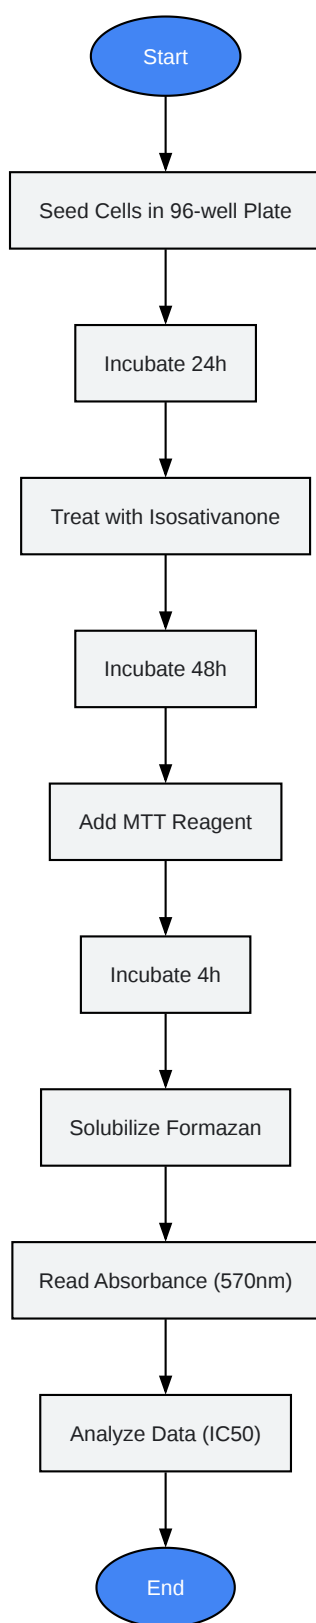 Start
Seed Cells in 96-well Plate
Incubate 24h
Treat with Isosativanone
Incubate 48h
Add MTT Reagent
Incubate 4h
Solubilize Formazan
Read Absorbance (570nm)
Analyze Data (IC50)
End